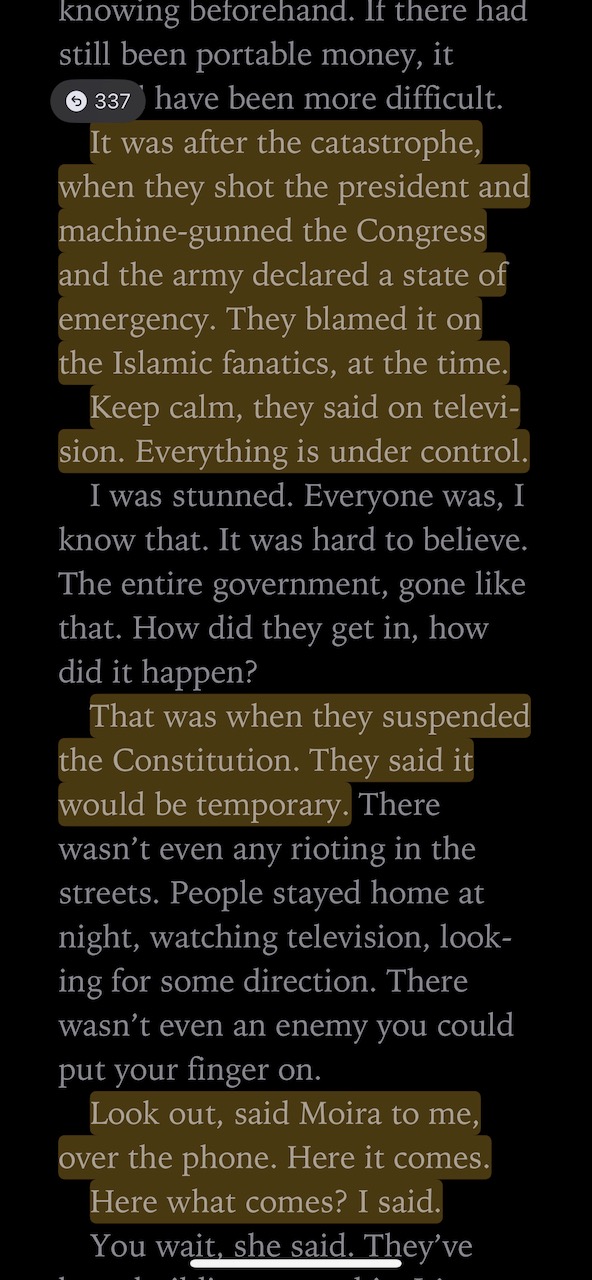 knowing beforehand. If there had
still been portable money, it
337 have been more difficult.
It was after the catastrophe,
when they shot the president and
machine-gunned the Congress
and the army declared a state of
emergency. They blamed it on
the Islamic fanatics, at the time.
Keep calm, they said on televi-
sion. Everything is under control.
I was stunned. Everyone was, I
know that. It was hard to believe.
The entire government, gone like
that. How did they get in, how
did it happen?
That was when they suspended
the Constitution. They said it
would be temporary. There
wasn’t even any rioting in the
streets. People stayed home at
night, watching television, look-
ing for some direction. There
wasn’t even an enemy you could
put your finger on.
Look out, said Moira to me,
over the phone. Here it comes.
Here what comes? I said.
You wait, she said. They’ve